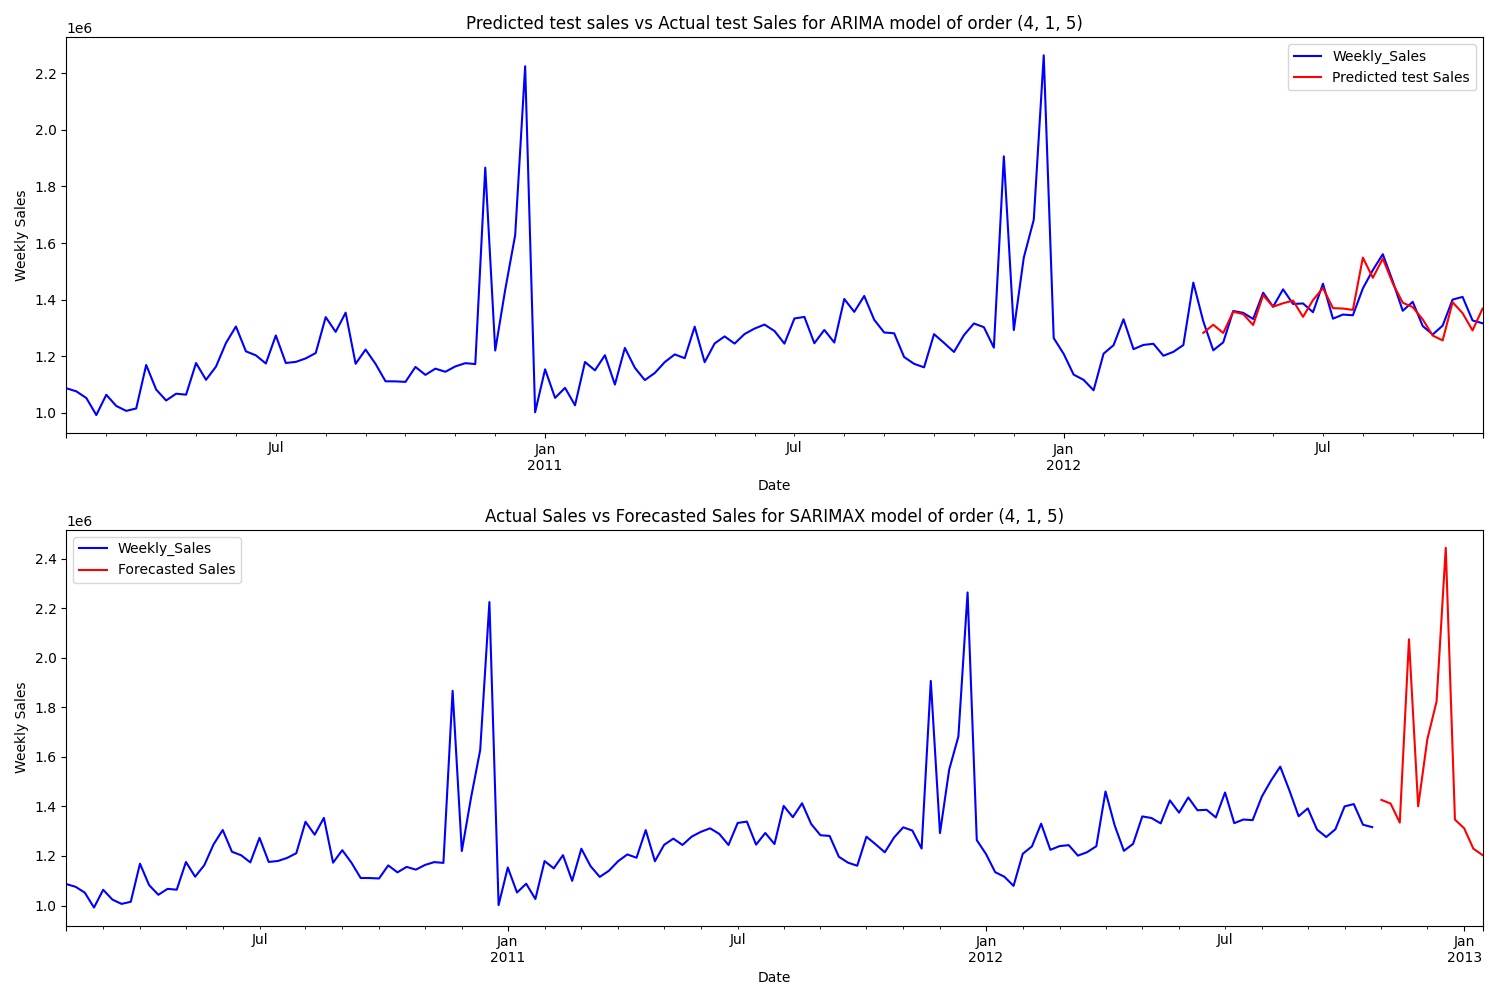 Predicted test sales vs Actual test Sales for ARIMA model of order (4, 1, 5)
1e6
Weekly_Sales
Predicted test Sales
2.2
2.0
1.8
1.6
1.4
1.2
1.0
Weekly Sales
Jul
Jan
2011
Jul
Jan
2012
Jul
Date
Actual Sales vs Forecasted Sales for SARIMAX model of order (4, 1, 5)
1e6
Weekly_Sales
Forecasted Sales
2.4
2.2
2.0
1.8
1.6
1.4
1.2
1.0
Weekly Sales
Jul
Jan
2011
Jul
Jan
2012
Jul
Jan
2013
Date